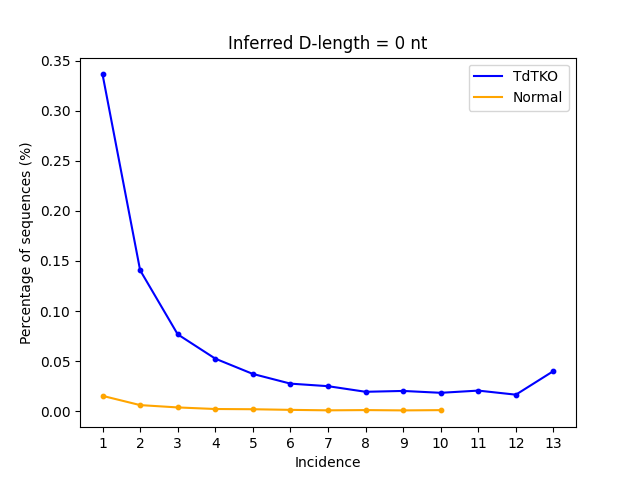 Inferred D-length = 0 nt
TdTKO
Normal
Percentage of sequences (%)
0.35
0.30
0.25
0.20
0.15
0.10
0.05
0.00
1 2 3 4 5 6 7 8 9 10 11 12 13
Incidence